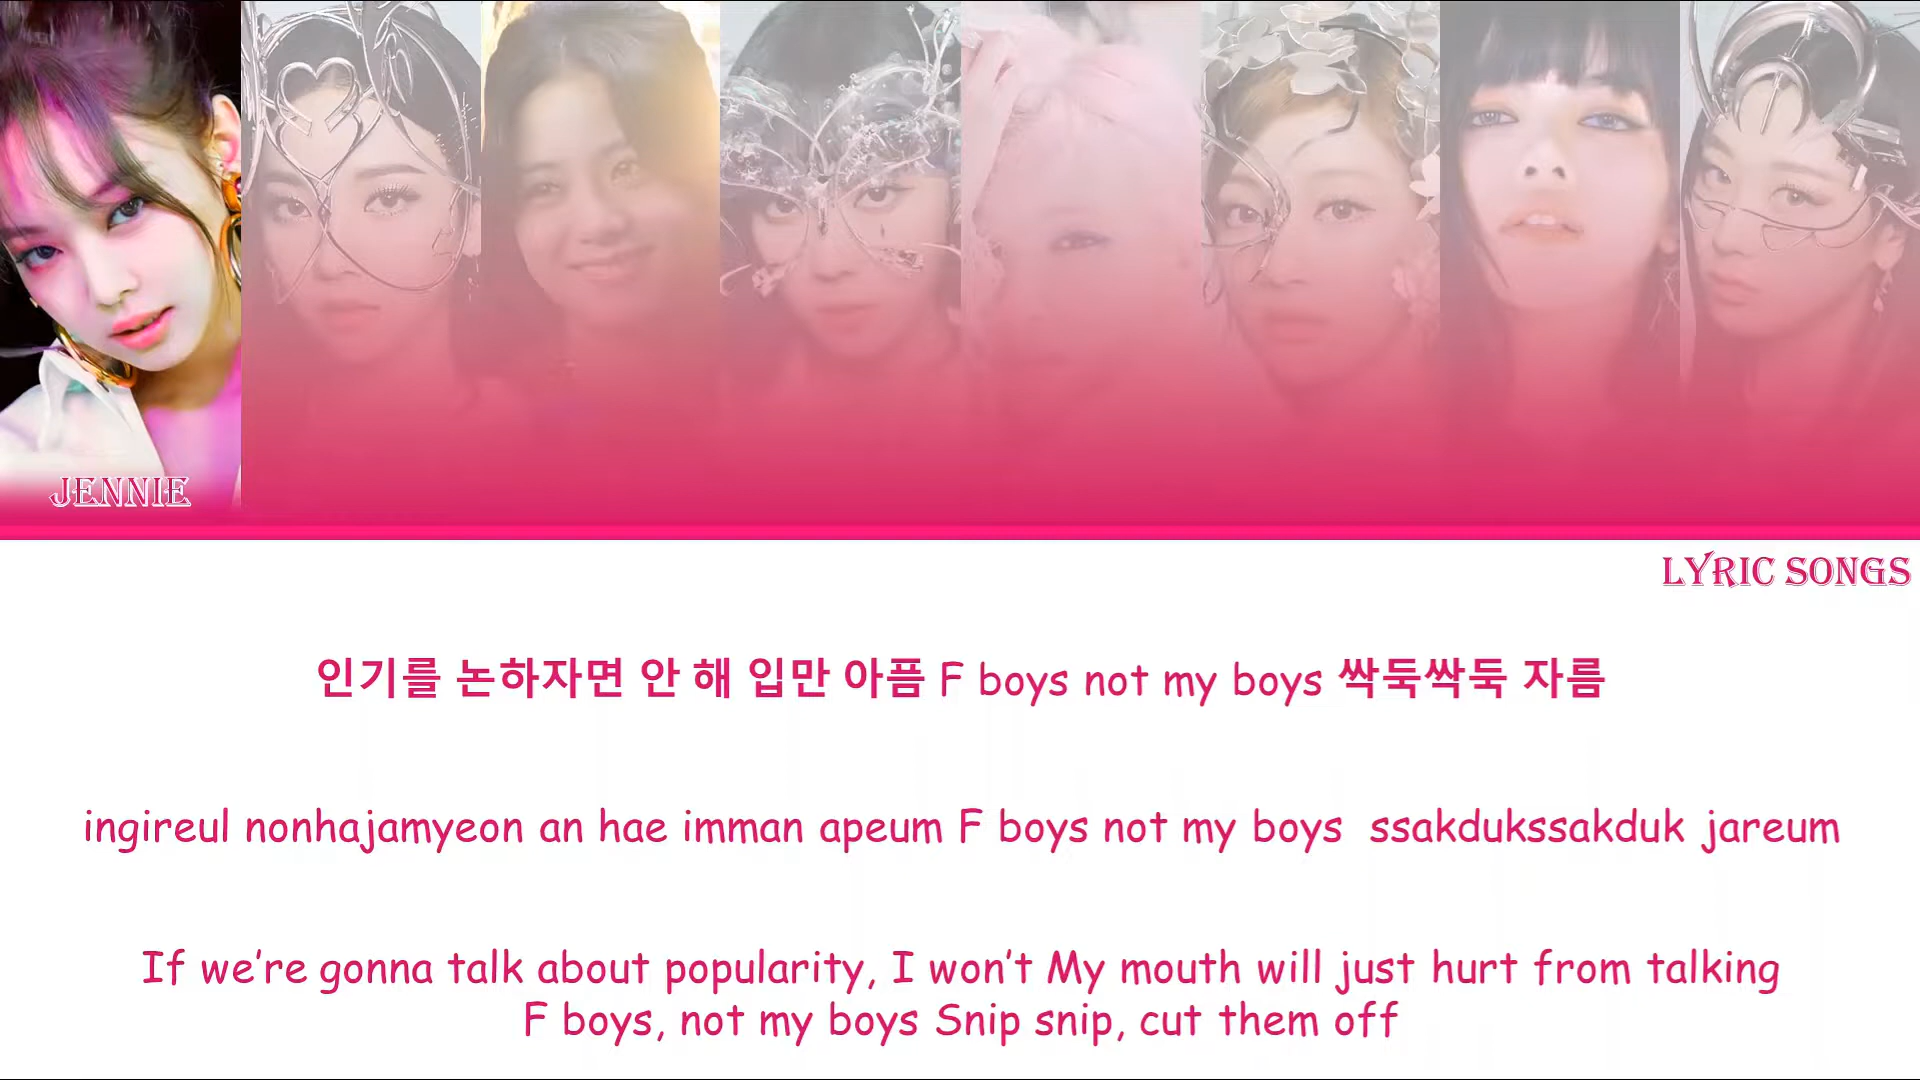 JENNIE
LYRIC SONGS
인기를 논하자면 안 해 입만 아픔 F boys not my boys 싹둑싹둑 자름
ingireul nonhajamyeon an hae imman apeum F boys not my boys ssakdukssakduk jareum
If we’re gonna talk about popularity, I won’t My mouth will just hurt from talking
F boys, not my boys Snip snip, cut them off